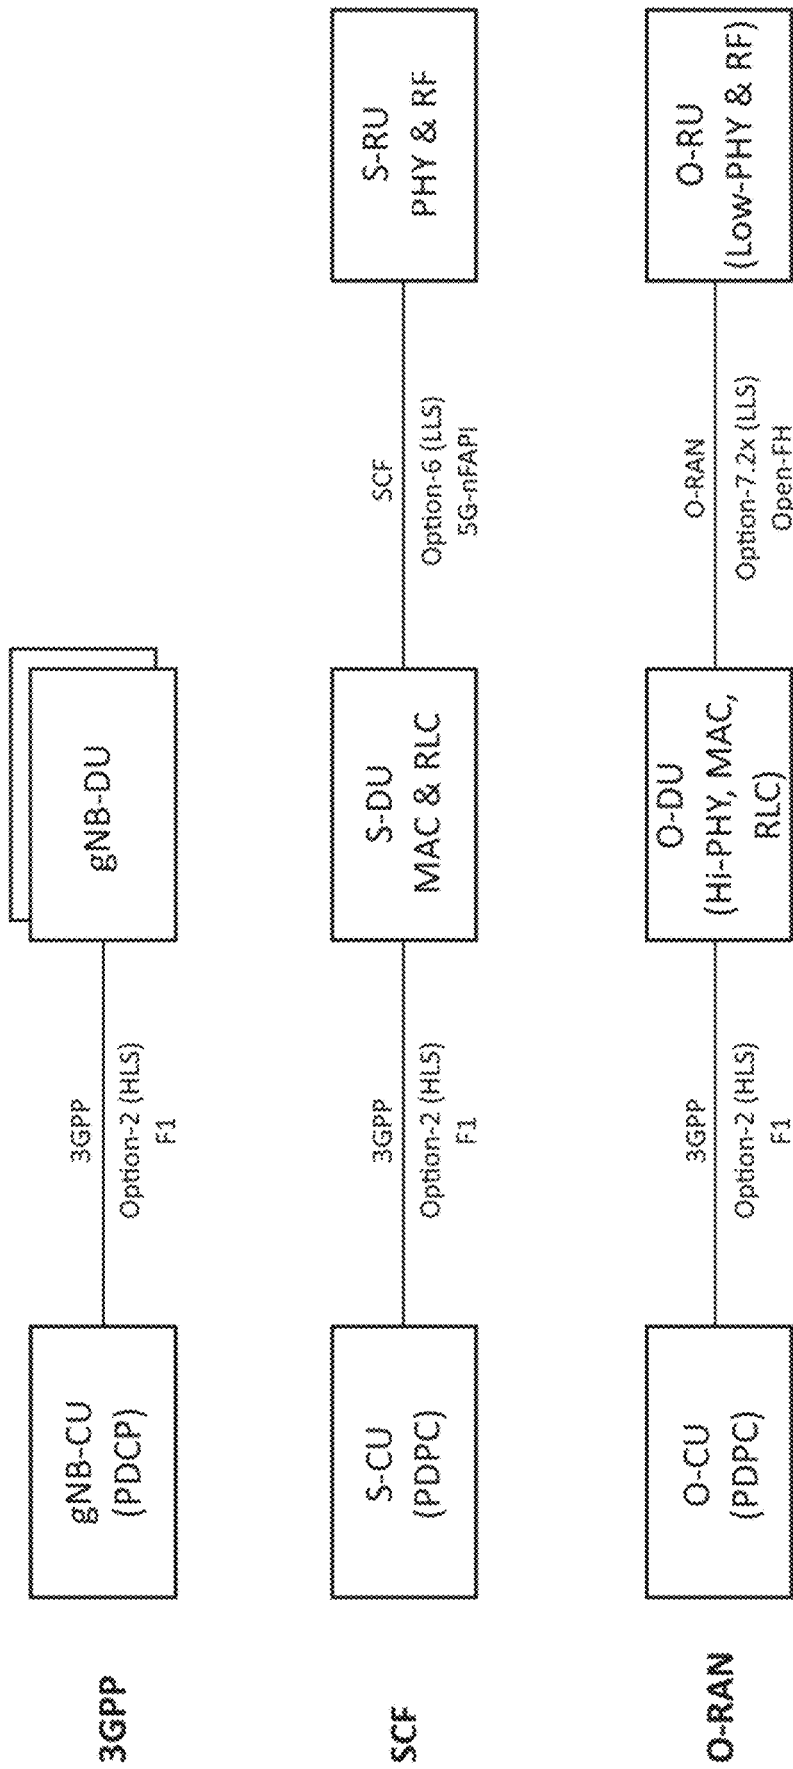 3GPP
gNB-CU
(PDCP)
3GPP
Option-2 (HLS)
F1
gNB-DU
SCF
S-CU
(PDPC)
3GPP
Option-2 (HLS)
F1
S-DU
MAC & RLC
SCF
Option-6 (LLS)
5G-nFAPI
S-RU
PHY & RF
O-RAN
O-CU
(PDPC)
3GPP
Option-2 (HLS)
F1
O-DU
(Hi-PHY, MAC,
RLC)
O-RAN
Option-7.2x (LLS)
Open-FH
O-RU
(Low-PHY & RF)